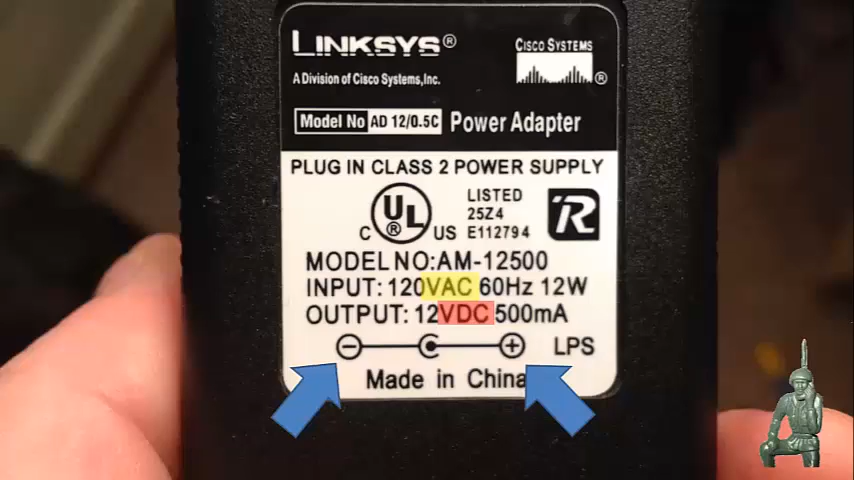 LINKSYS®
CISCO SYSTEMS
®
A Division of Cisco Systems,Inc.
Model No AD 12/0.5C Power Adapter
PLUG IN CLASS 2 POWER SUPPLY
C UL ® US
LISTED
25Z4
E112794
R
MODEL NO:AM-12500
INPUT: 120VAC 60Hz 12W
OUTPUT: 12VDC 500mA
− + LPS
Made in China